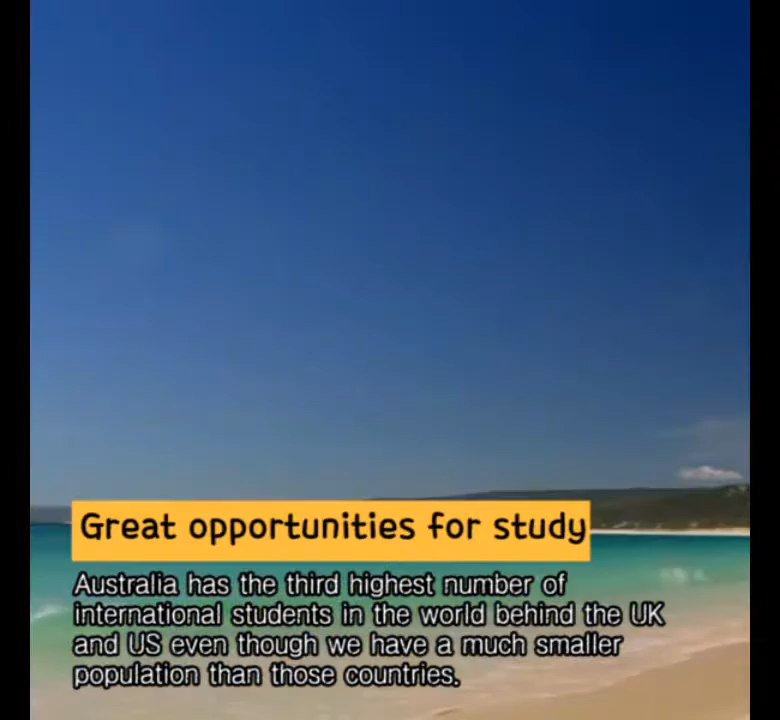 Great opportunities for study
Australia has the third highest number of
international students in the world behind the UK
and US even though we have a much smaller
population than those countries.